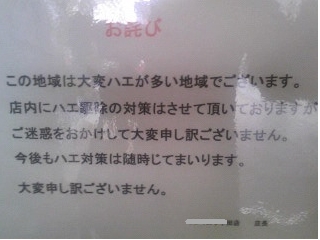 お詫び
この地域は大変ハエが多い地域でございます。
店内にハエ駆除の対策はさせて頂いておりますが
ご迷惑をおかけして大変申し訳ございません。
今後もハエ対策は随時じてまいります。
大変申し訳ございません。
店長